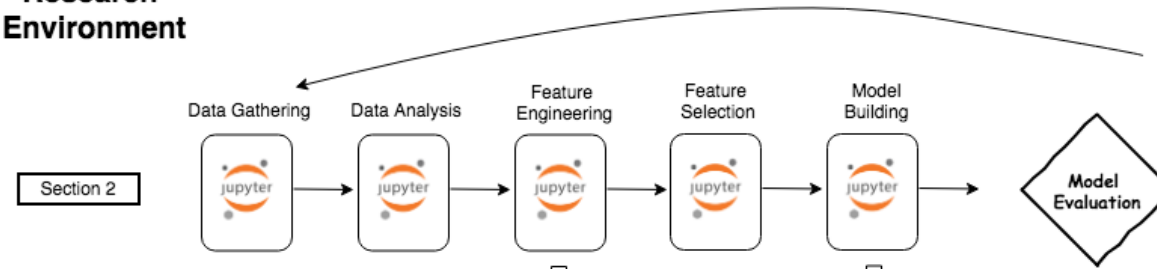 Research
Environment
Data Gathering
Data Analysis
Feature
Engineering
Feature
Selection
Model
Building
Section 2
jupyter
jupyter
jupyter
jupyter
jupyter
Model
Evaluation